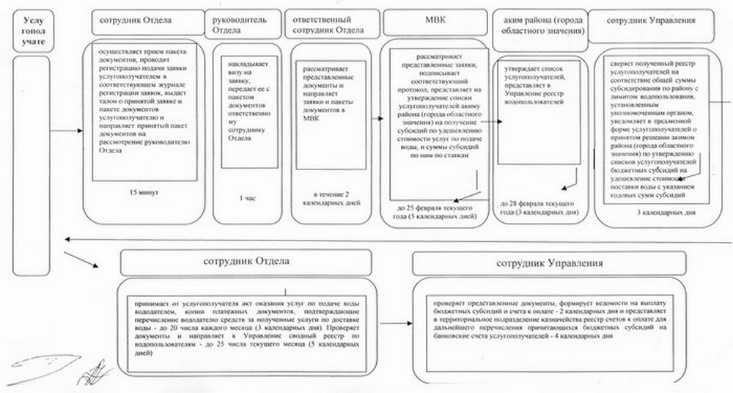 Услу
гопол
учате
сотрудник Отдела
осуществляет прием пакета
документов, проводит
регистрацию подачи заявки
услугополучателем в
соответствующем журнале
регистрации заявок, выдает
талон о принятой заявке и
пакете документов
услугополучателю и
направляет принятый пакет
документов на
рассмотрение руководителю
Отдела
15 минут
руководитель
Отдела
накладывает
визу на
заявку,
передает ее с
пакетом
документов
ответственно
му
сотруднику
Отдела
1 час
ответственный
сотрудник Отдела
рассматривает
представленные
документы и
направляет
заявки и пакеты
документов в
МВК
в течение 2
календарных дней
МВК
рассматривает
представленные заявки,
подписывает
соответствующий
протокол, представляет на
утверждение списки
услугополучателей акиму
района (города областного
значения) на получение
субсидий по удешевлению
стоимости услуг по подаче
воды, и суммы субсидий
по ним по ставкам
до 25 февраля текущего
года (5 календарных дней)
аким района (города
областного значения)
утверждает список
услугополучателей,
представляет в
Управление реестр
водопользователей
до 28 февраля текущего
года (3 календарных дня)
сотрудник Управления
сверяет полученный реестр
услугополучателей на
соответствие общей суммы
субсидирования по району с
лимитом водопользования,
установленным
уполномоченным органом,
уведомляет в письменной
форме услугополучателей о
принятом решении акимом
района (города областного
значения) по утверждению
списков услугополучателей
бюджетных субсидий на
удешевление стоимости
поставки воды с указанием
годовых сумм субсидий
3 календарных дня
сотрудник Отдела
принимает от услугополучателя акт оказания услуг по подаче воды
вододателем, копии платежных документов, подтверждающие
перечисление вододателю средств за полученные услуги по доставке
воды - до 20 числа каждого месяца (3 календарных дня) Проверяет
документы и направляет в Управление сводный реестр по
водопользователям - до 25 числа текущего месяца (5 календарных
дней)
сотрудник Управления
проверяет представленные документы, формирует ведомости на выплату
бюджетных субсидий и счета к оплате - 2 календарных дня и представляет
в территориальное подразделение казначейства реестр счетов к оплате для
дальнейшего перечисления причитающихся бюджетных субсидий на
банковские счета услугополучателей - 4 календарных дня